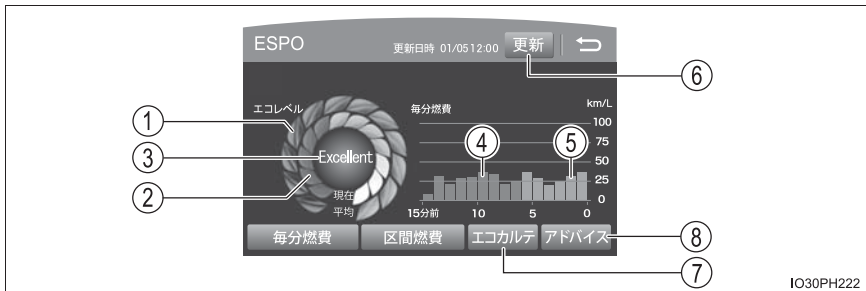 ESPO 更新日時 01/05 12:00 更新
⑥
エコレベル 毎分燃費 km/L
① ④ ⑤ 100
75
③ Excellent 50
② 25
現在 0
平均 15分前 10 5 0
毎分燃費 区間燃費 エコカルテ アドバイス ⑧
⑦
IO30PH222